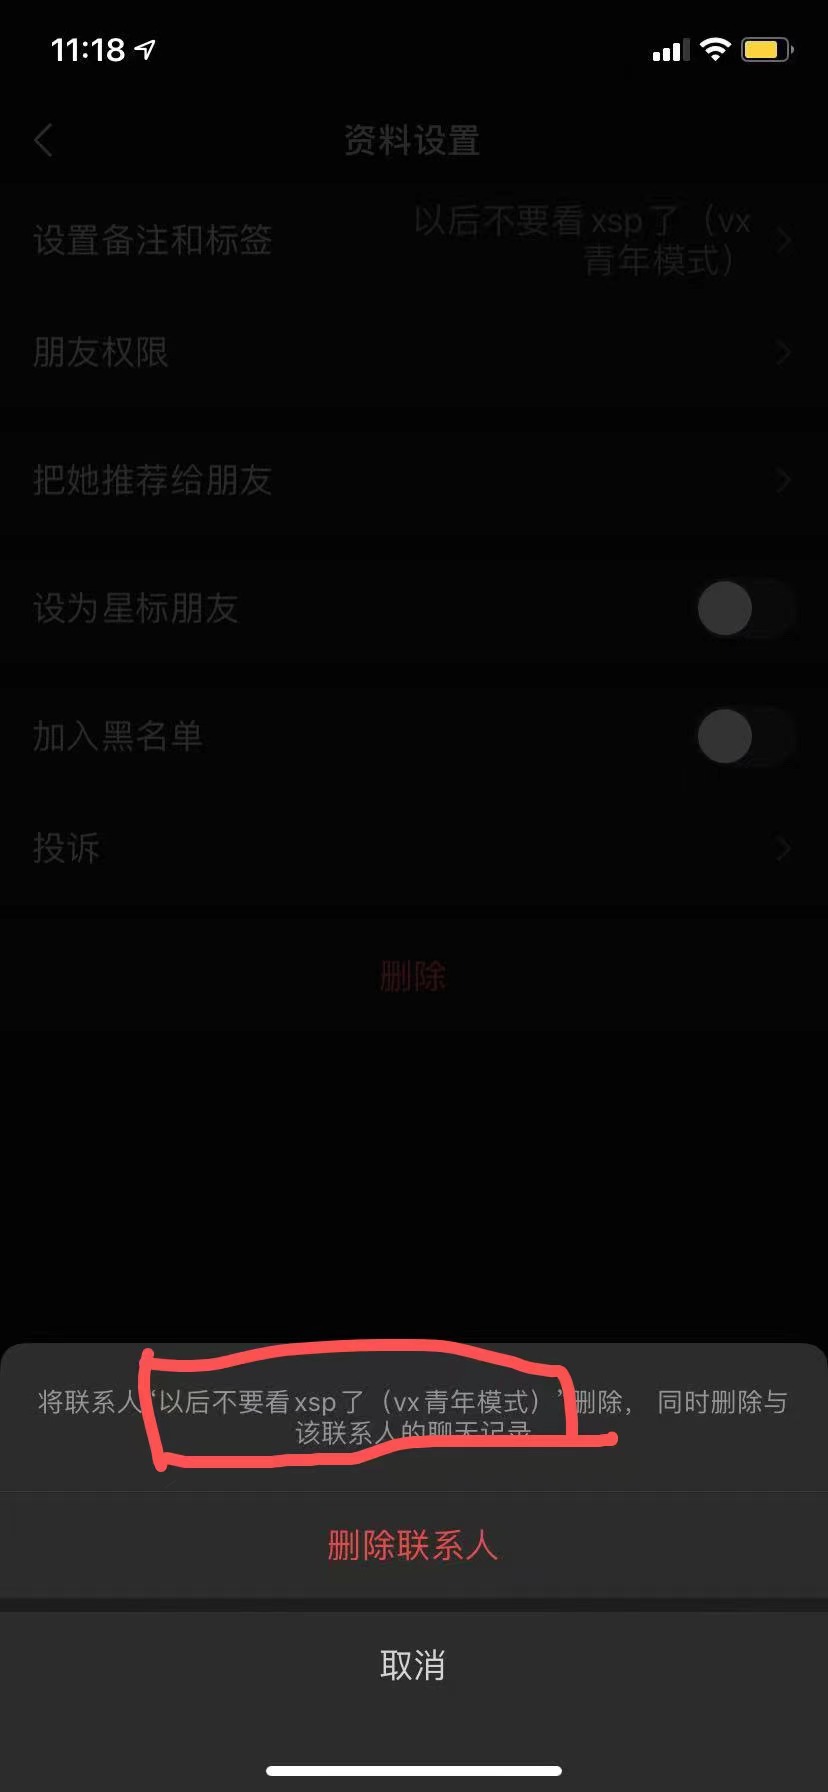 11:18
资料设置
设置备注和标签
以后不要看xsp了（vx
青年模式）
朋友权限
把她推荐给朋友
设为星标朋友
加入黑名单
投诉
删除
将联系人‘以后不要看xsp了（vx青年模式）’删除， 同时删除与
该联系人的聊天记录
删除联系人
取消